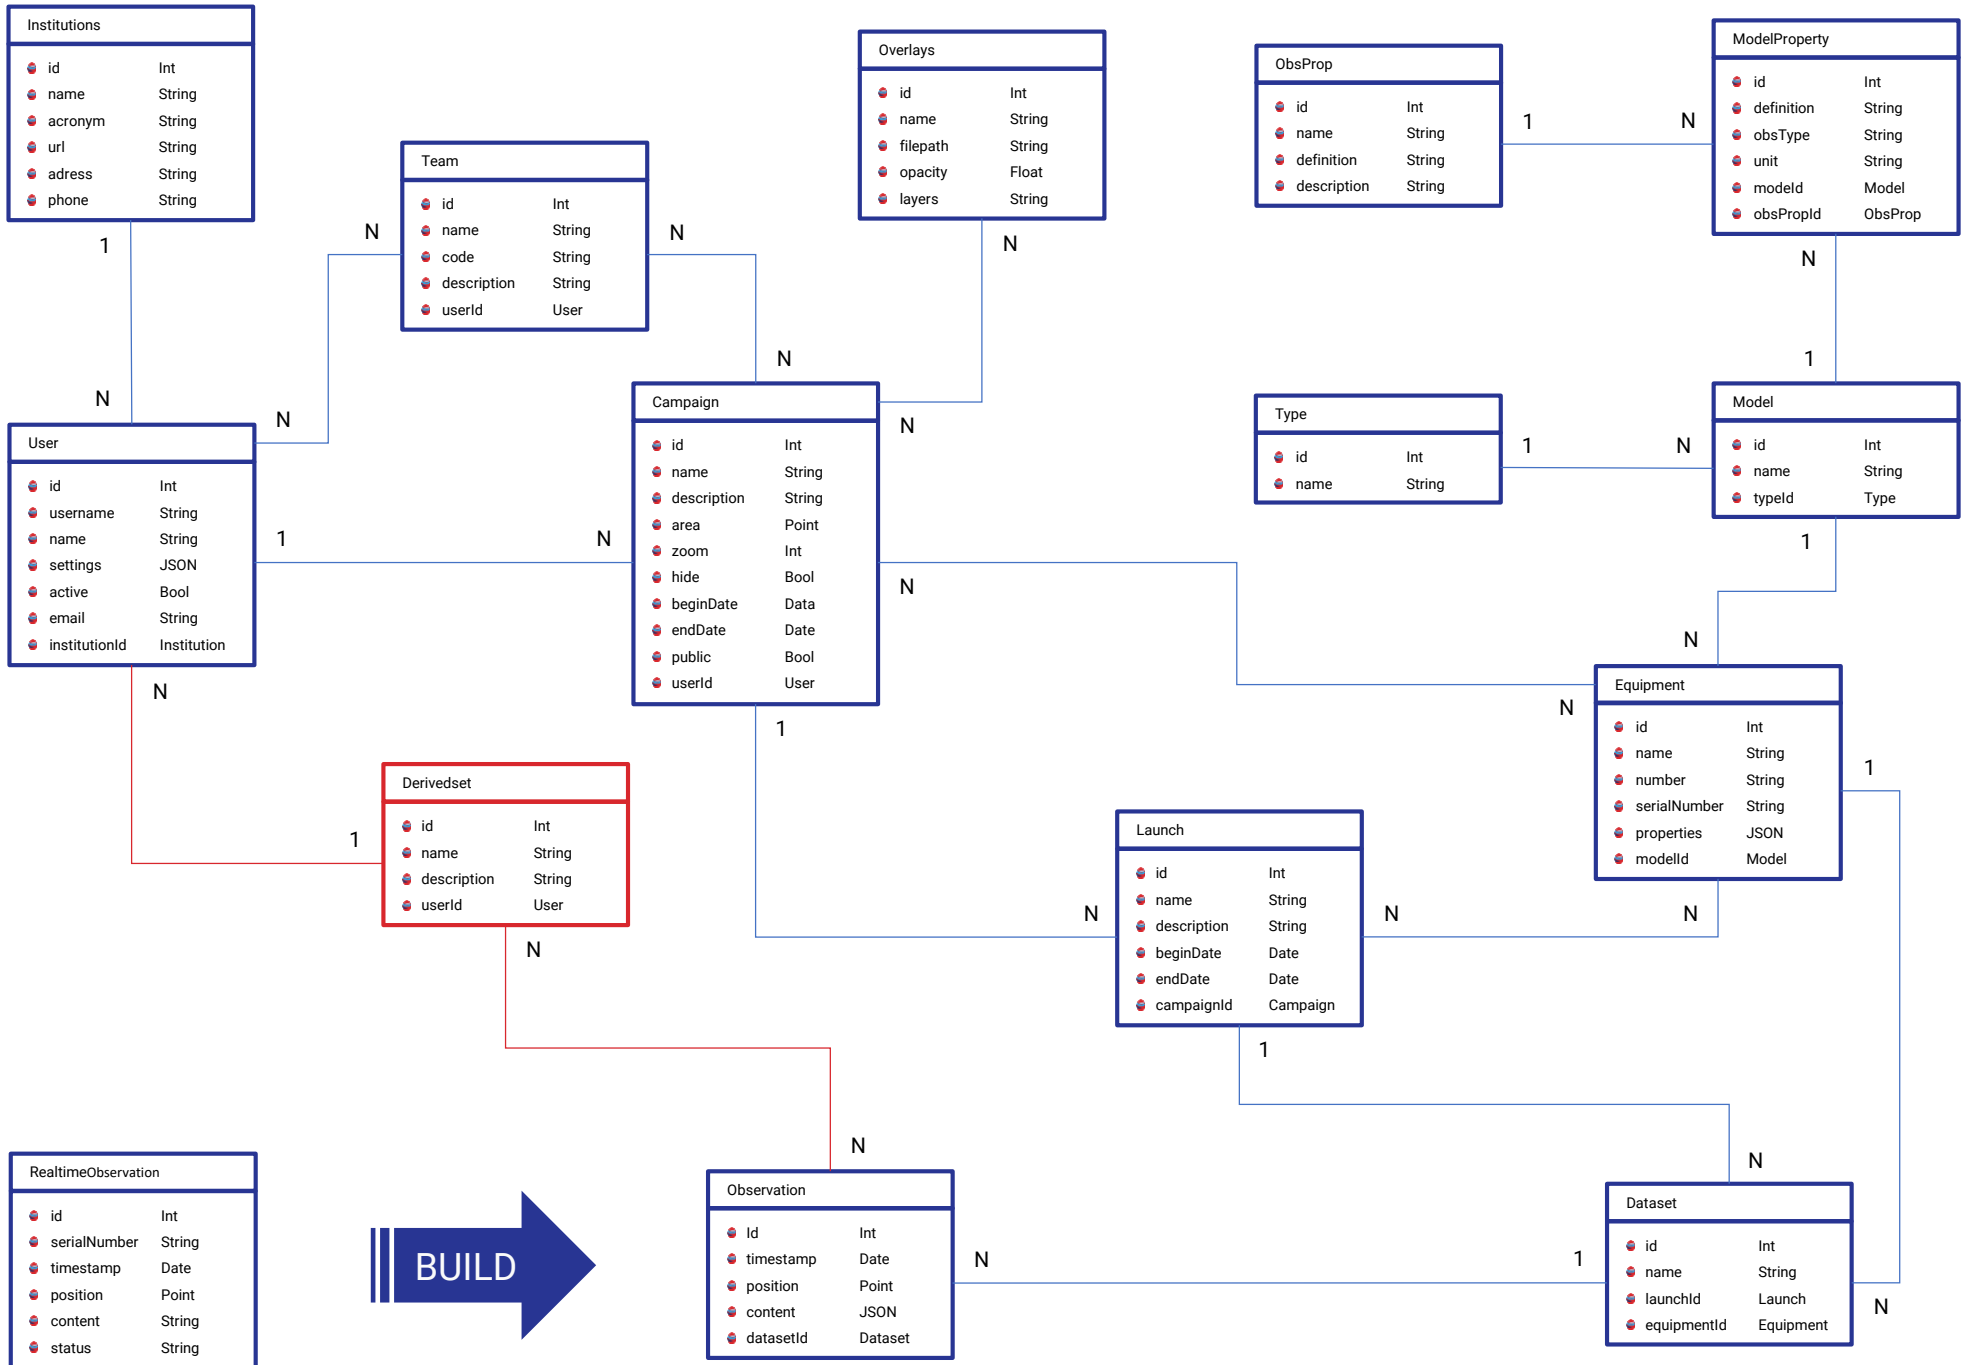 Institutions
id Int
name String
acronym String
url String
adress String
phone String
1
N
Team
id Int
name String
code String
description String
userId User
N
N
N
N
Overlays
id Int
name String
filepath String
opacity Float
layers String
N
N
ObsProp
id Int
name String
definition String
description String
1
N
ModelProperty
id Int
definition String
obsType String
unit String
modeId Model
obsPropId ObsProp
N
1
User
id Int
username String
name String
settings JSON
active Bool
email String
institutionId Institution
1
N
N
Campaign
id Int
name String
description String
area Point
zoom Int
hide Bool
beginDate Data
endDate Date
public Bool
userId User
N
1
Type
id Int
name String
1
N
Model
id Int
name String
typeId Type
1
N
N
Equipment
id Int
name String
number String
serialNumber String
properties JSON
modelId Model
1
N
Derivedset
id Int
name String
description String
userId User
1
N
Launch
id Int
name String
description String
beginDate Date
endDate Date
campaignId Campaign
N
N
1
RealtimeObservation
id Int
serialNumber String
timestamp Date
position Point
content String
status String
BUILD
N
Observation
Id Int
timestamp Date
position Point
content JSON
datasetId Dataset
N
1
N
Dataset
id Int
name String
launchId Launch
equipmentId Equipment
N